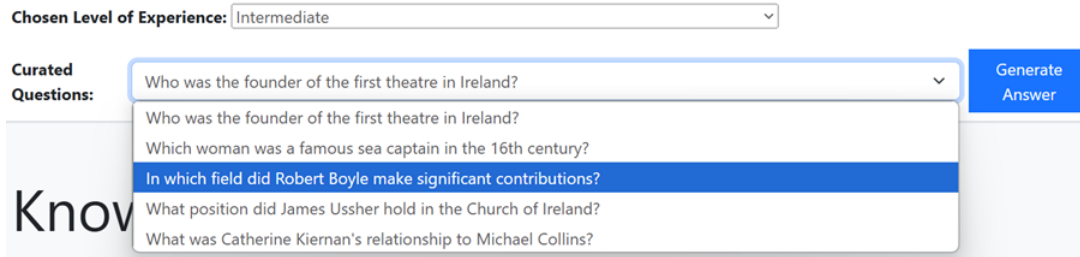 Chosen Level of Experience: Intermediate
Curated Questions:
Who was the founder of the first theatre in Ireland?
Generate Answer
Who was the founder of the first theatre in Ireland?
Which woman was a famous sea captain in the 16th century?
In which field did Robert Boyle make significant contributions?
What position did James Ussher hold in the Church of Ireland?
What was Catherine Kiernan's relationship to Michael Collins?
Know